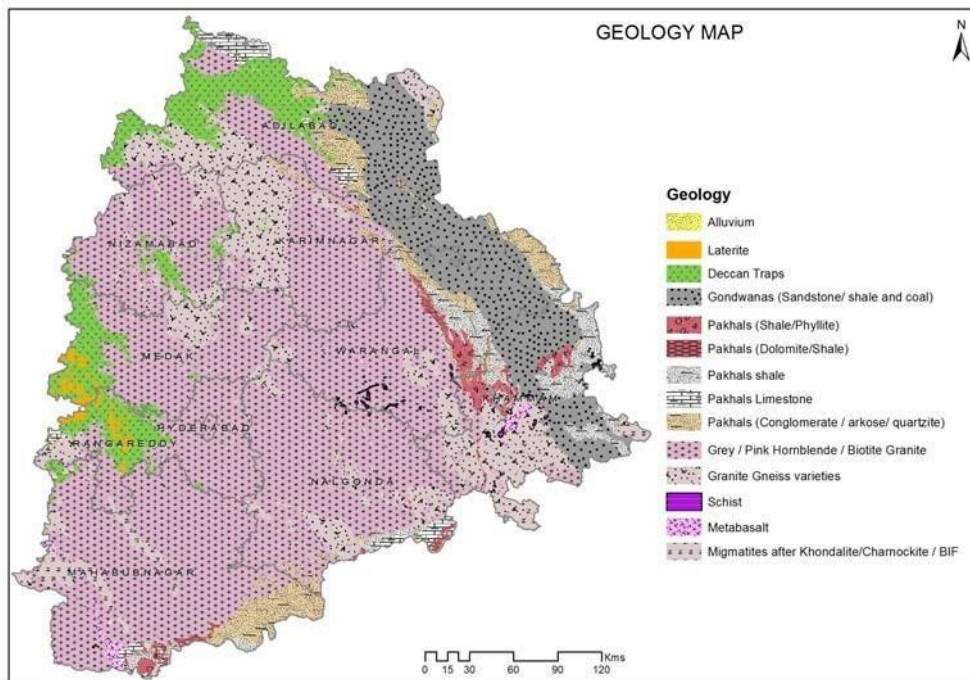 GEOLOGY MAP
N
ADILABAD
NIZAMABAD
KARIMNAGAR
MEDAK
WARANGAL
KHAMMAM
HYDERABAD
RANGAREDDY
NALGONDA
MAHABUBNAGAR
Geology
Alluvium
Laterite
Deccan Traps
Gondwanas (Sandstone/ shale and coal)
Pakhals (Shale/Phyllite)
Pakhals (Dolomite/Shale)
Pakhals shale
Pakhals Limestone
Pakhals (Conglomerate / arkose/ quartzite)
Grey / Pink Hornblende / Biotite Granite
Granite Gneiss varieties
Schist
Metabasalt
Migmatites after Khondalite/Charnockite / BIF
Kms
0 15 30 60 90 120